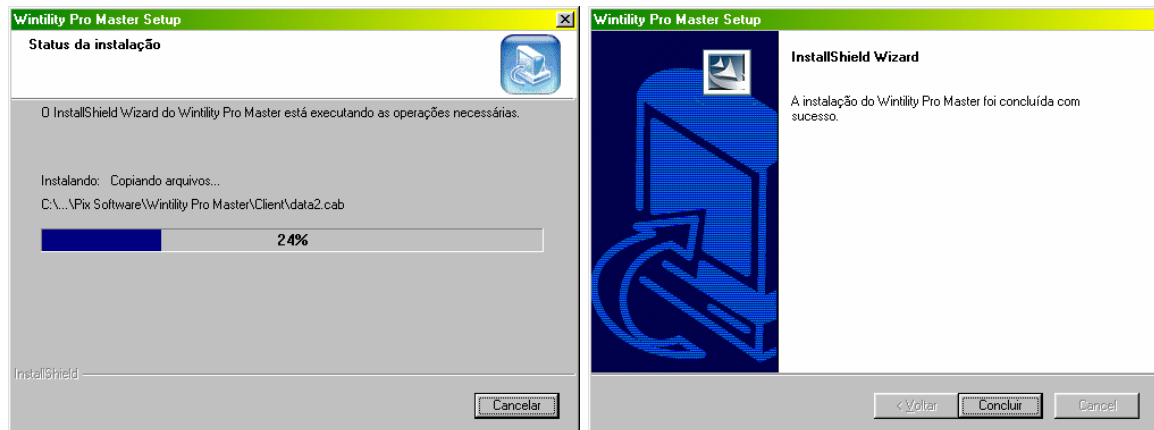 Wintility Pro Master Setup
Status da instalação
O InstallShield Wizard do Wintility Pro Master está executando as operações necessárias.
Instalando: Copiando arquivos...
C:\...\Pix Software\Wintility Pro Master\Client\data2.cab
24%
InstallShield
Cancelar
Wintility Pro Master Setup
InstallShield Wizard
A instalação do Wintility Pro Master foi concluída com
sucesso.
< Voltar Concluir Cancel